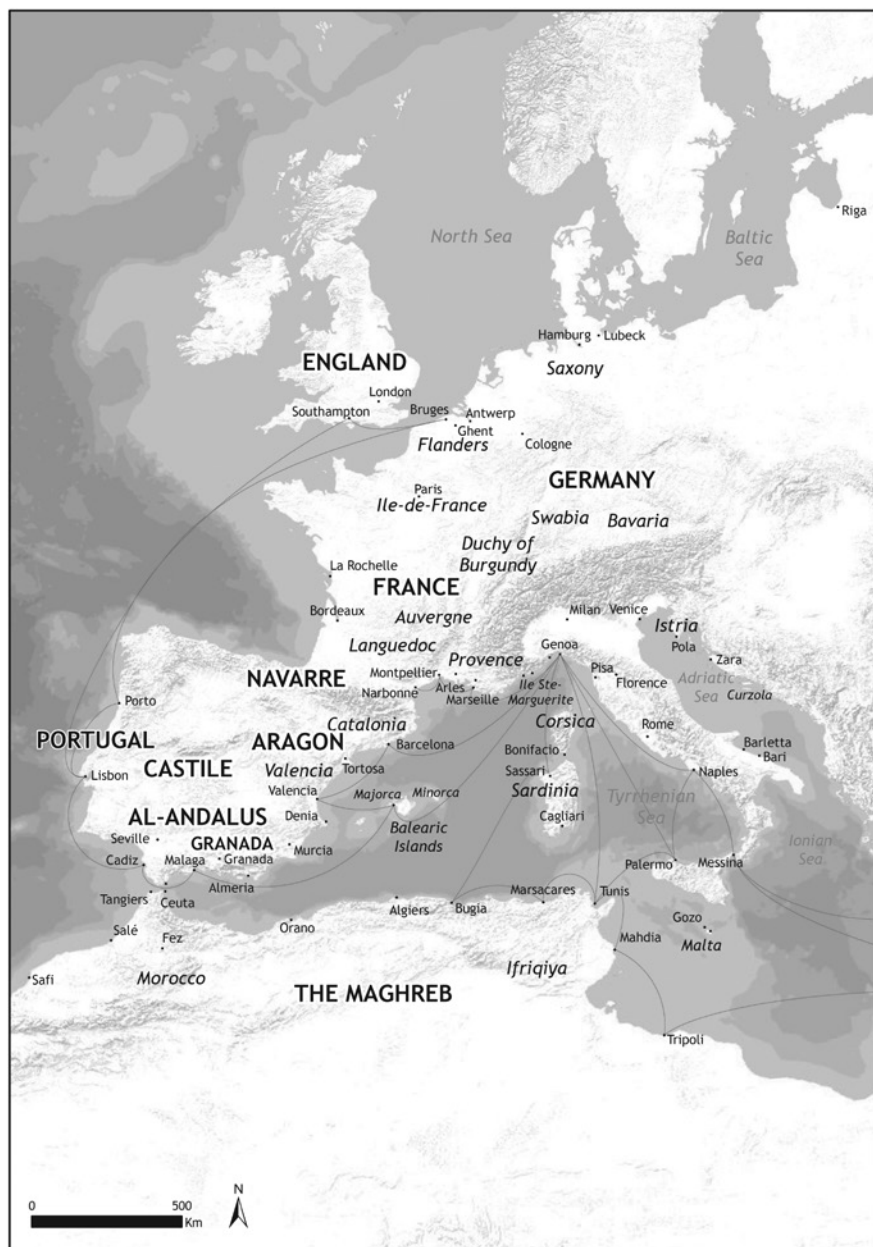 North Sea
Baltic
Sea
Riga
Hamburg
Lubeck
Saxony
ENGLAND
London
Southampton
Bruges
Antwerp
Ghent
Flanders
Cologne
Paris
Ile-de-France
GERMANY
Swabia
Bavaria
Duchy of
Burgundy
La Rochelle
FRANCE
Bordeaux
Auvergne
Milan
Venice
Istria
Pola
Languedoc
Genoa
Zara
Montpellier
Provence
Pisa
Florence
Adriatic
Sea
Curzola
NAVARRE
Narbonne
Arles
Marseille
Ile Ste-
Marguerite
Porto
Catalonia
Corsica
Rome
PORTUGAL
ARAGON
Barcelona
Bonifacio
Barletta
Bari
Lisbon
CASTILE
Valencia
Tortosa
Sassari
Naples
Valencia
Majorca
Minorca
Sardinia
Tyrrhenian
Sea
AL-ANDALUS
Denia
Balearic
Islands
Cagliari
Ionian
Sea
Seville
GRANADA
Murcia
Cadiz
Malaga
Granada
Palermo
Messina
Almeria
Tangiers
Ceuta
Algiers
Bugia
Marsacares
Tunis
Gozo
Malta
Salé
Fez
Orano
Mahdia
Safi
Morocco
Ifriqiya
THE MAGHREB
Tripoli
0
500
Km
N